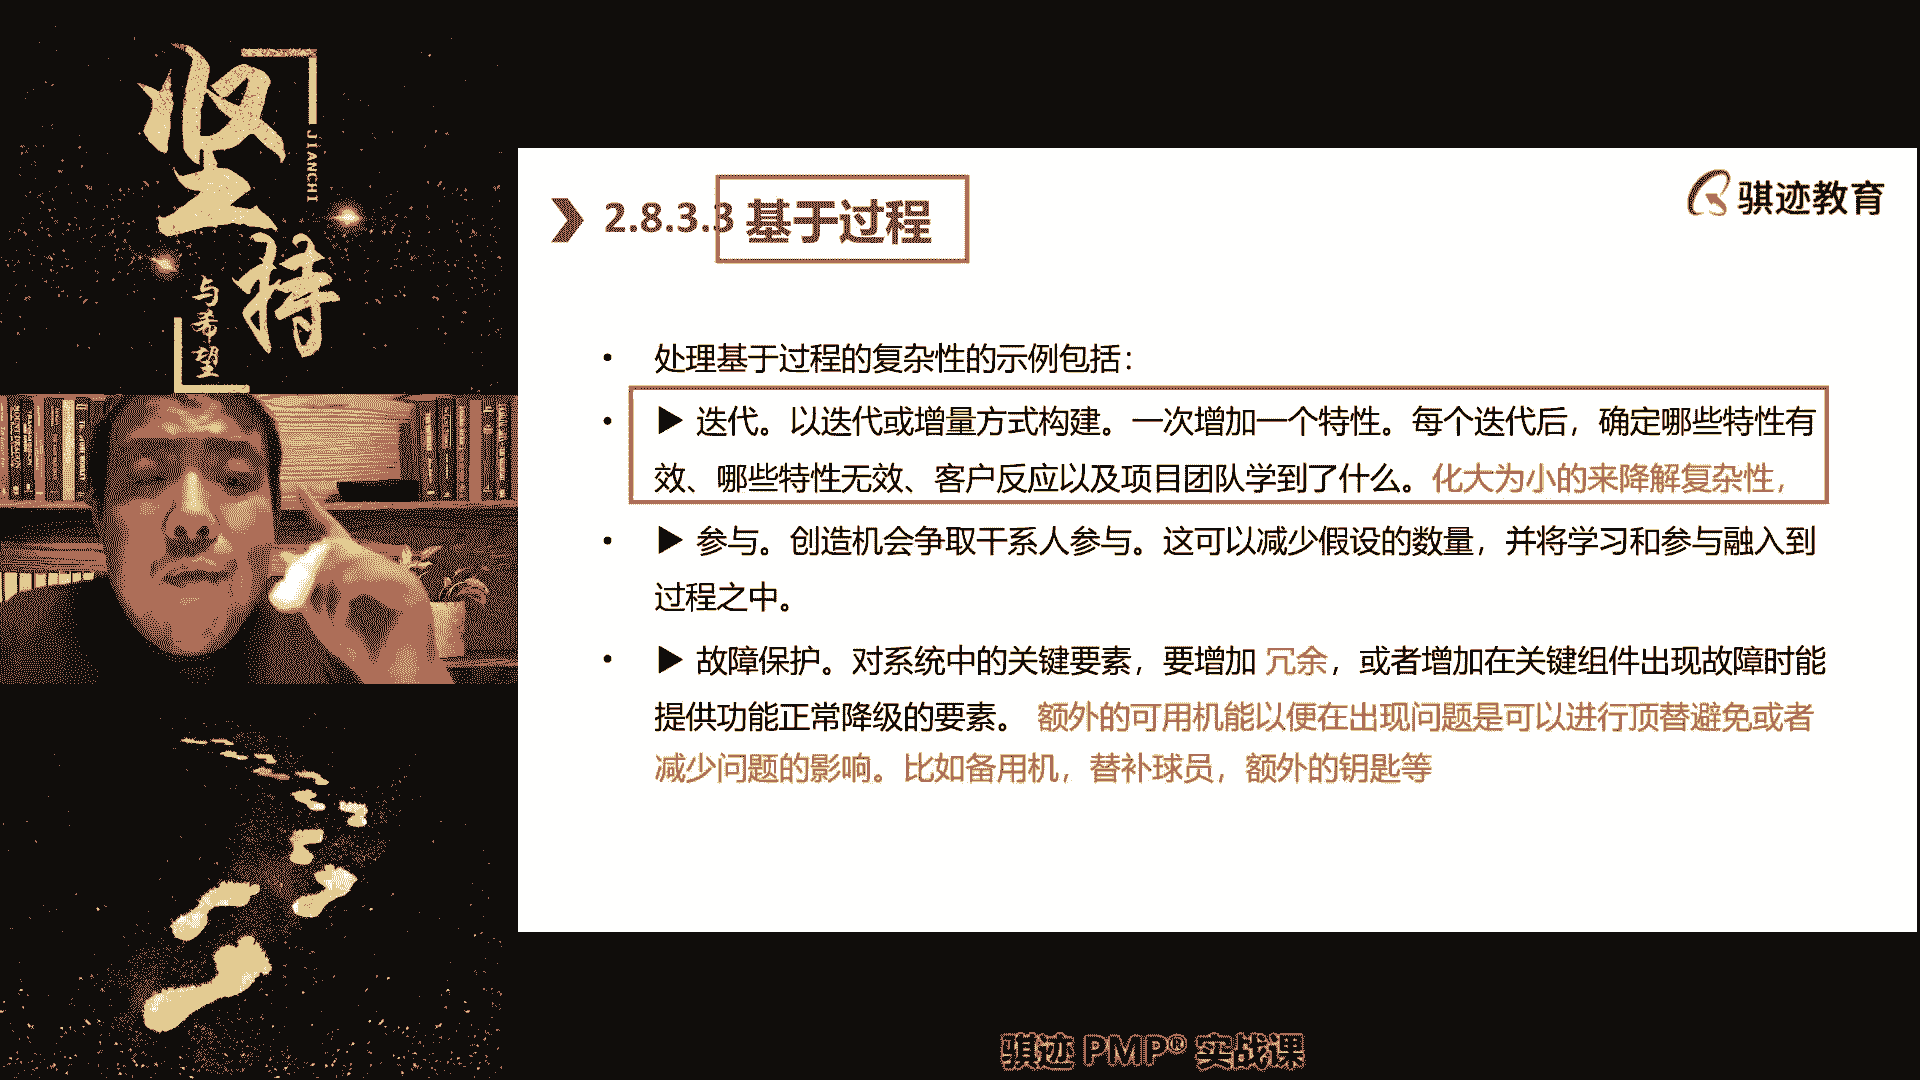 坚持
JIANCHI
与希望
2.8.3.3 基于过程
骐迹教育
• 处理基于过程的复杂性的示例包括：
• ▶ 迭代。以迭代或增量方式构建。一次增加一个特性。每个迭代后，确定哪些特性有
效、哪些特性无效、客户反应以及项目团队学到了什么。化大为小的来降解复杂性，
• ▶ 参与。创造机会争取干系人参与。这可以减少假设的数量，并将学习和参与融入到
过程之中。
• ▶ 故障保护。对系统中的关键要素，要增加 冗余，或者增加在关键组件出现故障时能
提供功能正常降级的要素。 额外的可用机能以便在出现问题是可以进行顶替避免或者
减少问题的影响。比如备用机，替补球员，额外的钥匙等
骐迹 PMP® 实战课